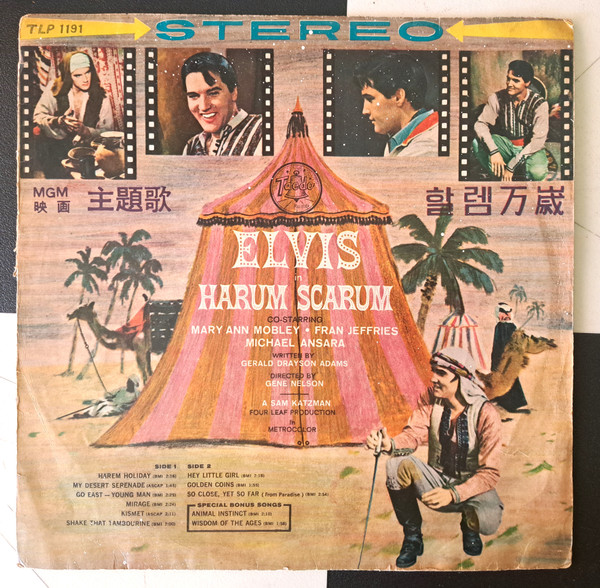 TLP 1191
STEREO
MGM
映画 主題歌
할렘万歲
Toedo
ELVIS
in
HARUM SCARUM
CO-STARRING
MARY ANN MOBLEY • FRAN JEFFRIES
MICHAEL ANSARA
WRITTEN BY
GERALD DRAYSON ADAMS
DIRECTED BY
GENE NELSON
A SAM KATZMAN
FOUR LEAF PRODUCTION
in
METROCOLOR
SIDE 1
HAREM HOLIDAY
MY DESERT SEPENADE
GO EAST—YOUNG MAN
MIRAGE
KISMET
SHAKE THAT TAMBOURINE
SIDE 2
HEY LITTLE GIRL
GOLDEN COINS
SO CLOSE, YET SO FAR (from Paradise)
SPECIAL BONUS SONGS
ANIMAL INSTINCT
WISDOM OF THE AGES